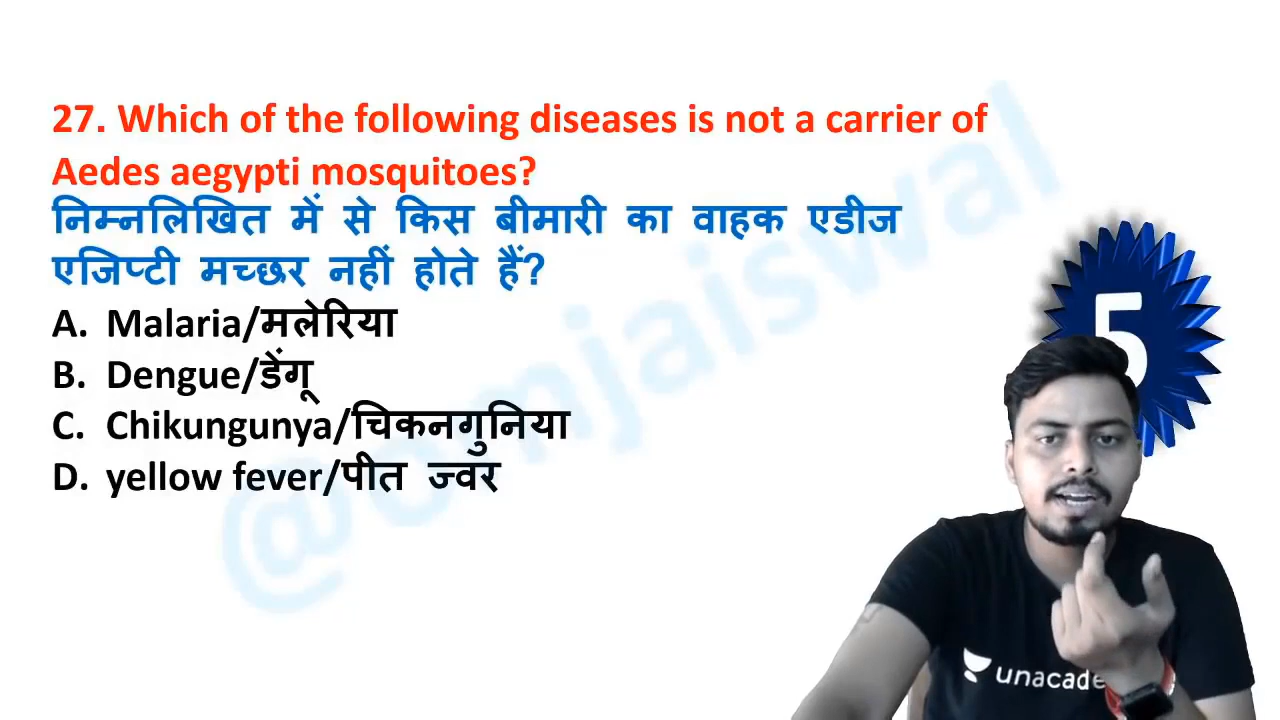 27. Which of the following diseases is not a carrier of
Aedes aegypti mosquitoes?
निम्नलिखित में से किस बीमारी का वाहक एडीज
एजिप्टी मच्छर नहीं होते हैं?
A. Malaria/मलेरिया
B. Dengue/डेंगू
C. Chikungunya/चिकनगुनिया
D. yellow fever/पीत ज्वर
@omjaiswal
5
unacade